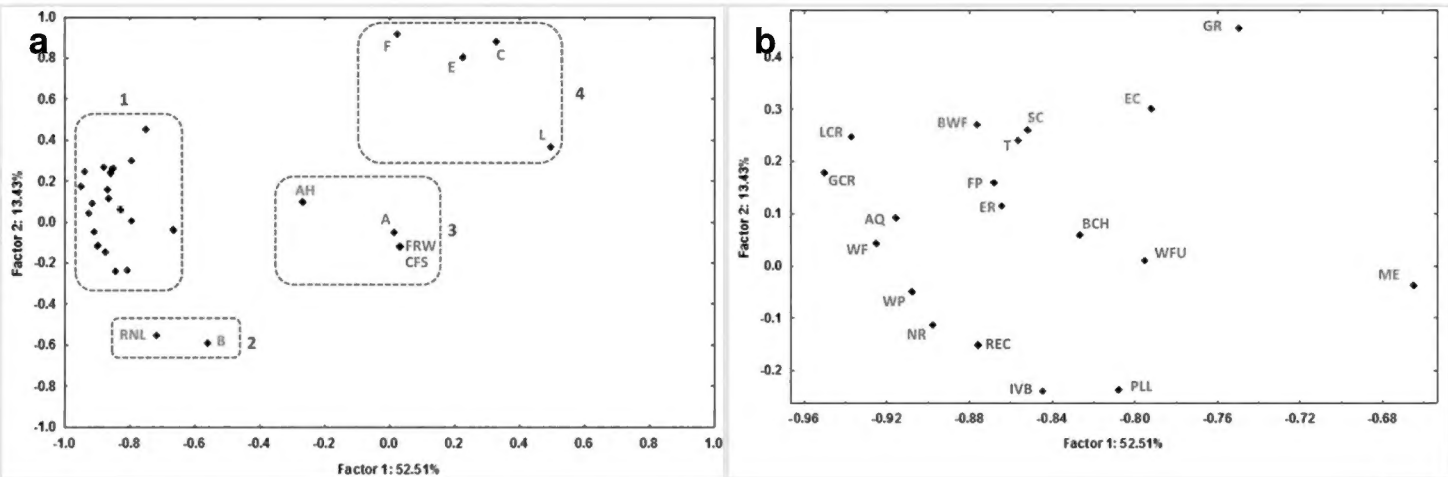 a
1.0
0.8
0.6
0.4
0.2
0.0
-0.2
-0.4
-0.6
-0.8
-1.0
Factor 2: 13.43%
-1.0 -0.8 -0.6 -0.4 -0.2 0.0 0.2 0.4 0.6 0.8 1.0
Factor 1: 52.51%
1
4
F
E
C
L
AH
A
3
FRW
CFS
RNL
B
2
b
0.4
0.3
0.2
0.1
0.0
-0.1
-0.2
Factor 2: 13.43%
-0.96 -0.92 -0.88 -0.84 -0.80 -0.76 -0.72 -0.68
Factor 1: 52.51%
GR
EC
SC
BWF
LCR
T
GCR
FP
ER
AQ
BCH
WF
WFU
ME
WP
NR
REC
IVB
PLL